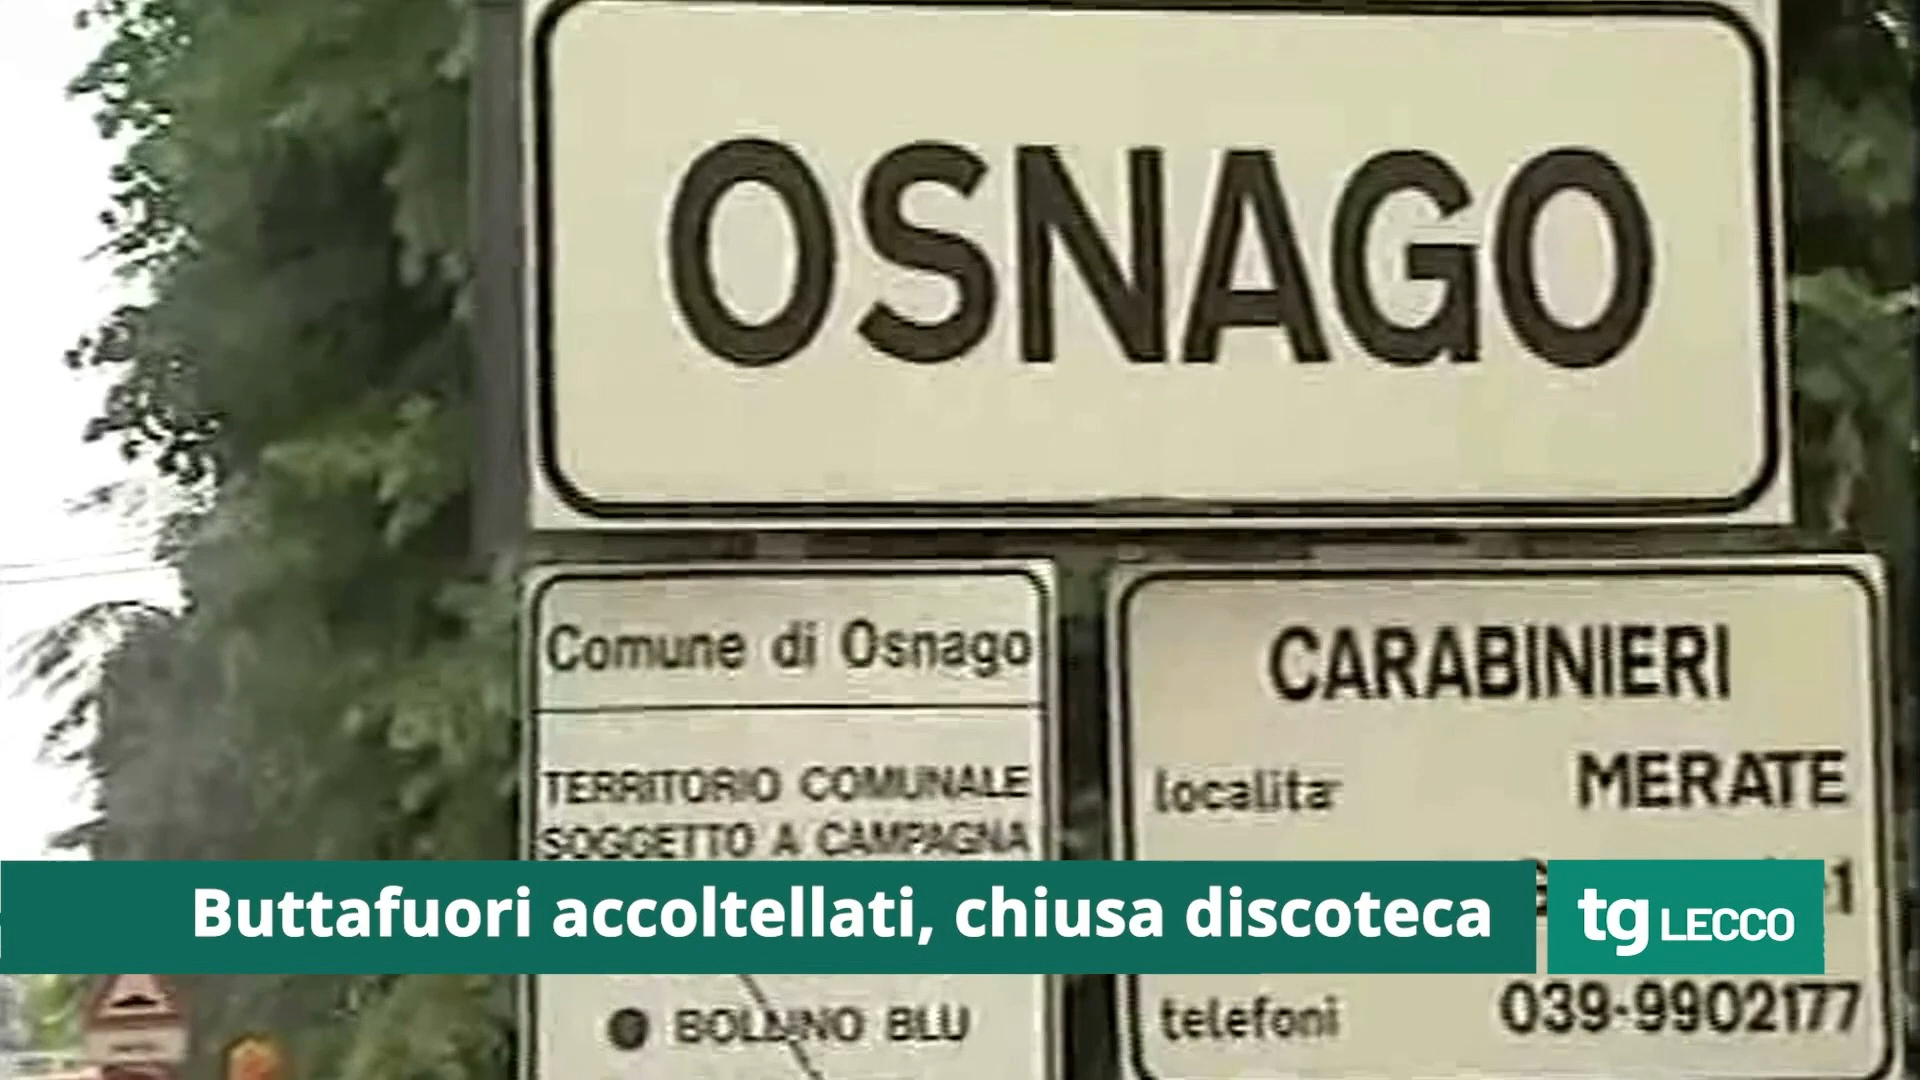 OSNAGO
Comune di Osnago
TERRITORIO COMUNALE
SOGGETTO A CAMPAGNA
BOLLINO BLU
CARABINIERI
localita' MERATE
telefoni 039-9902177
Buttafuori accoltellati, chiusa discoteca
tg LECCO